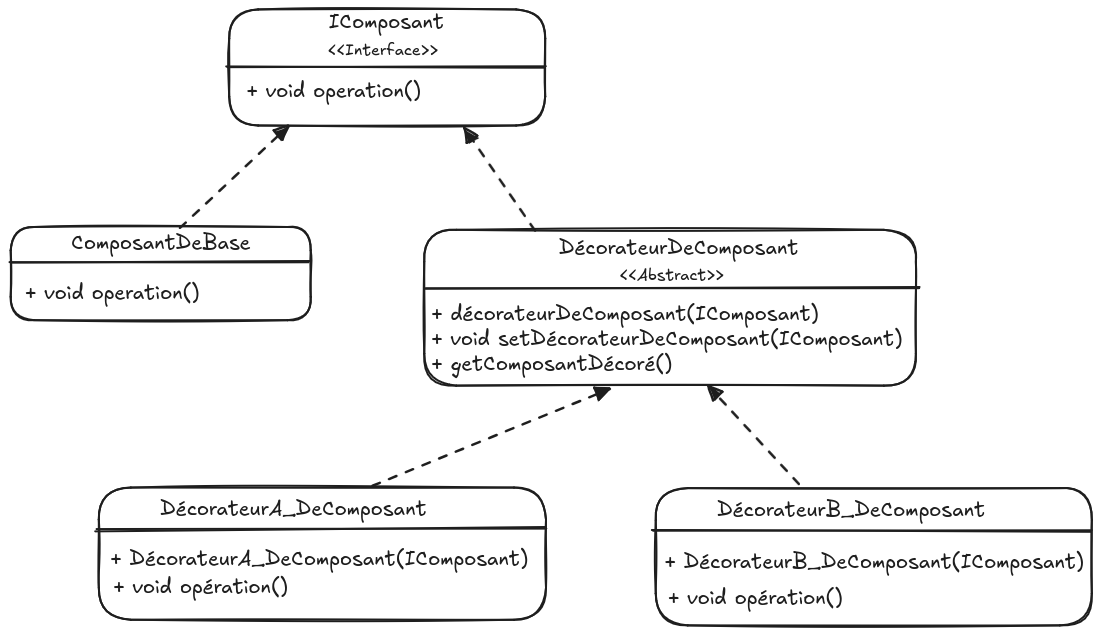 IComposant
<<Interface>>
+ void operation()
ComposantDeBase
+ void operation()
DécorateurDeComposant
<<Abstract>>
+ décorateurDeComposant(IComposant)
+ void setDécorateurDeComposant(IComposant)
+ getComposantDécoré()
DécorateurA_DeComposant
+ DécorateurA_DeComposant(IComposant)
+ void opération()
DécorateurB_DeComposant
+ DécorateurB_DeComposant(IComposant)
+ void opération()